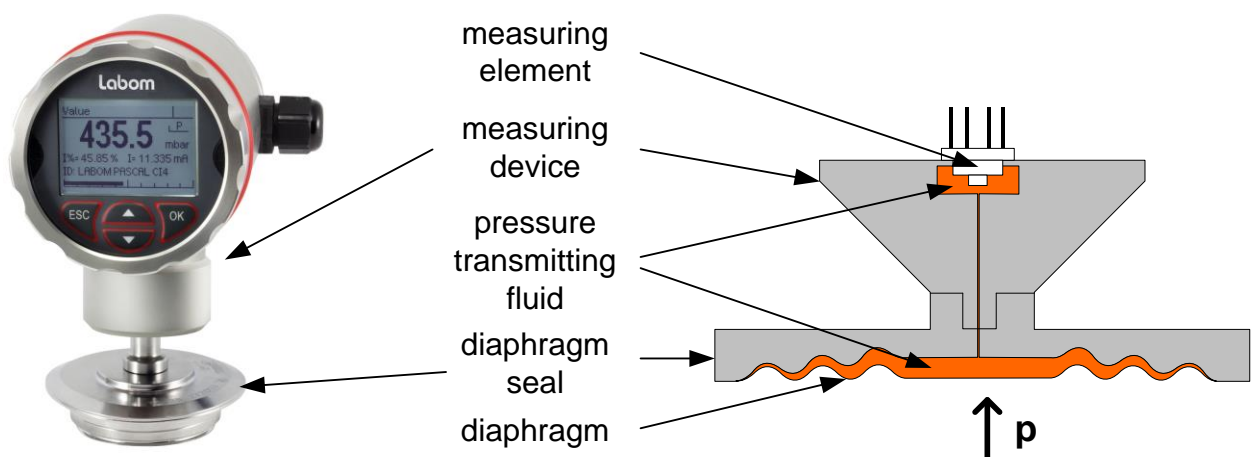 Labom
Value
P
435.5
mbar
I%= 45.85 % I= 11.335 mA
ID: LABOM PASCAL CI4
ESC
OK
measuring
element
measuring
device
pressure
transmitting
fluid
diaphragm
seal
diaphragm
p